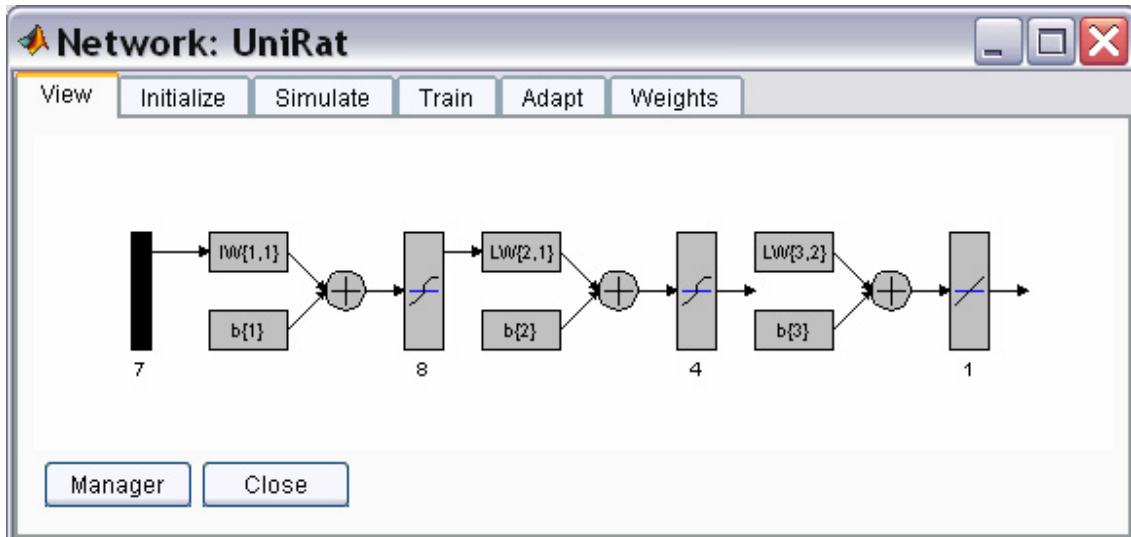 Network: UniRat
View Initialize Simulate Train Adapt Weights
IW{1,1} LW{2,1} LW{3,2}
b{1} b{2} b{3}
7 8 4 1
Manager Close